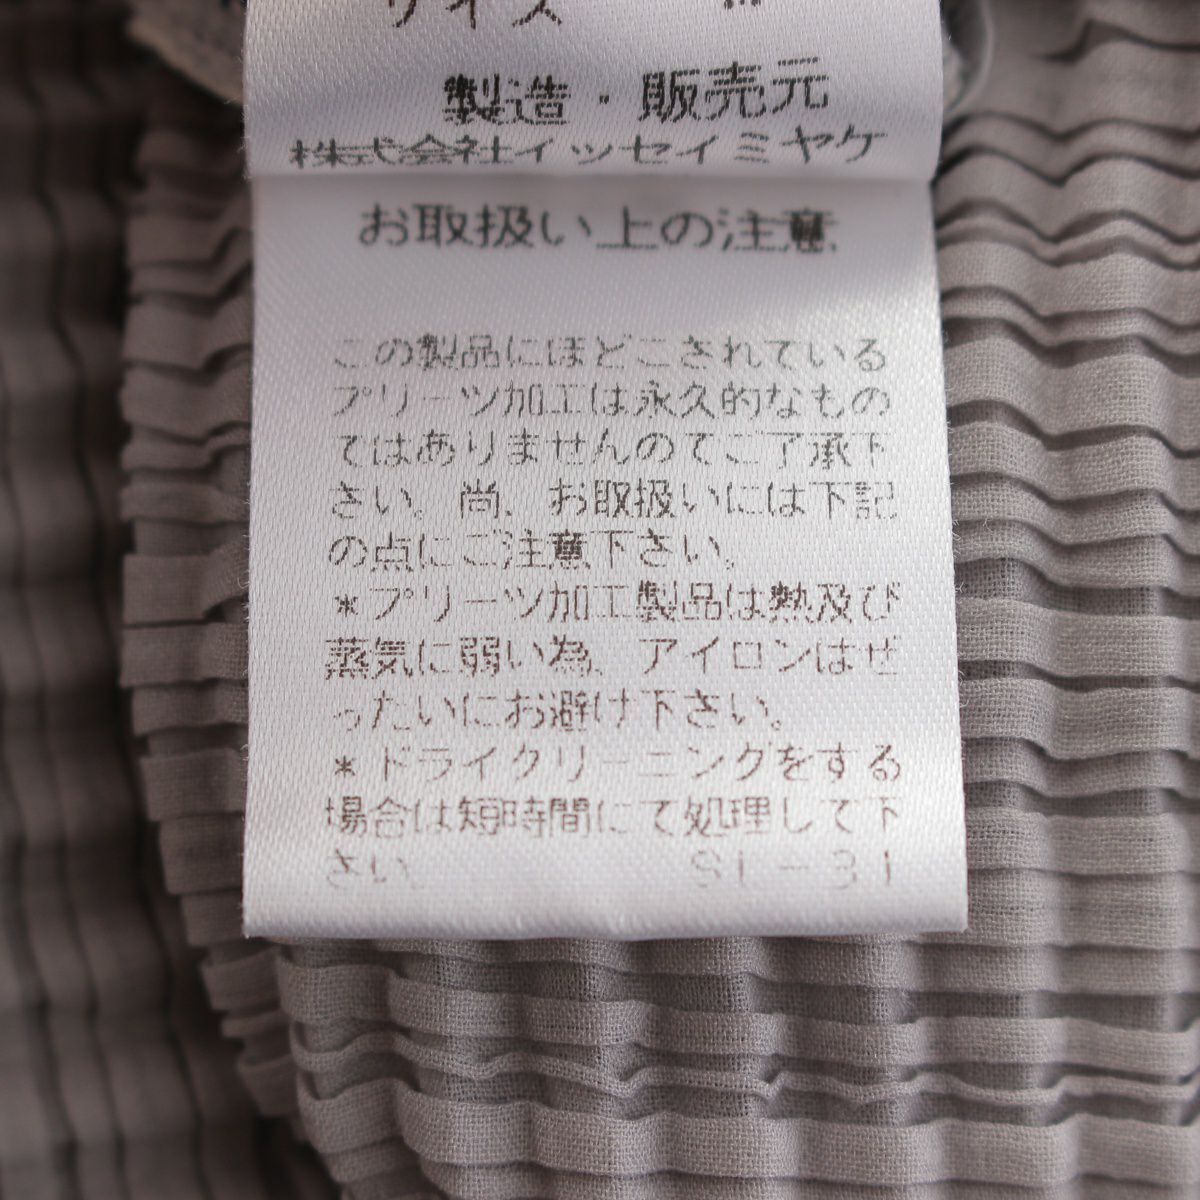 サイズ
製造・販売元
株式会社イッセイミヤケ
お取扱い上の注意
この製品にほどこされている
プリーツ加工は永久的なもの
ではありませんのでご了承下
さい。尚、お取扱いには下記
の点にご注意下さい。
＊プリーツ加工製品は熱及び
蒸気に弱い為、アイロンはぜ
ったいにお避け下さい。
＊ドライクリーニングをする
場合は短時間にて処理して下
さい。